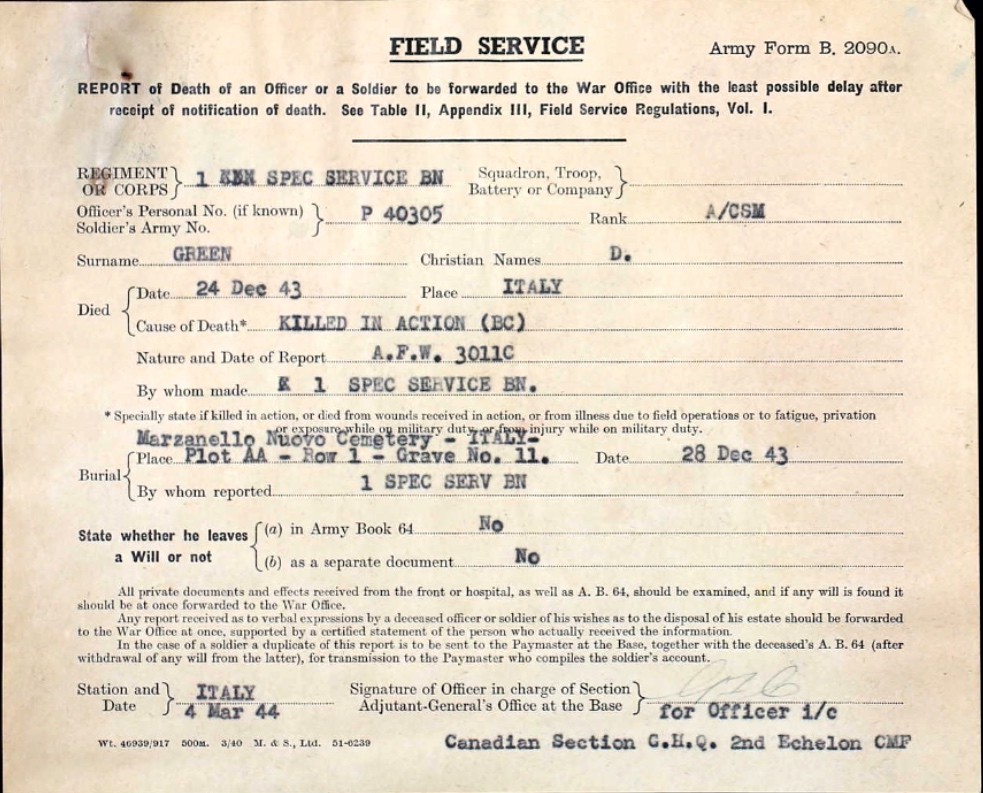 FIELD SERVICE Army Form B. 2090A.
REPORT of Death of an Officer or a Soldier to be forwarded to the War Office with the least possible delay after
receipt of notification of death. See Table II, Appendix III, Field Service Regulations, Vol. I.
REGIMENT OR CORPS } 1 SPEC SERVICE BN Squadron, Troop, Battery or Company }
Officer's Personal No. (if known) Soldier's Army No. } P 40305 Rank A/CSM
Surname GREEN Christian Names D.
Died { Date 24 Dec 43 Place ITALY
Cause of Death* KILLED IN ACTION (BC)
Nature and Date of Report A.F.W. 3011C
By whom made 1 SPEC SERVICE BN.
* Specially state if killed in action, or died from wounds received in action, or from illness due to field operations or to fatigue, privation
or exposure while on military duty, or from injury while on military duty.
Marzanello Nuovo Cemetery - ITALY-
Burial { Place Plot AA - Row 1 - Grave No. 11. Date 28 Dec 43
By whom reported 1 SPEC SERV BN
State whether he leaves a Will or not { (a) in Army Book 64 No
(b) as a separate document No
All private documents and effects received from the front or hospital, as well as A. B. 64, should be examined, and if any will is found it
should be at once forwarded to the War Office.
Any report received as to verbal expressions by a deceased officer or soldier of his wishes as to the disposal of his estate should be forwarded
to the War Office at once, supported by a certified statement of the person who actually received the information.
In the case of a soldier a duplicate of this report is to be sent to the Paymaster at the Base, together with the deceased's A. B. 64 (after
withdrawal of any will from the latter), for transmission to the Paymaster who compiles the soldier's account.
Station and Date } ITALY 4 Mar 44 Signature of Officer in charge of Section Adjutant-General's Office at the Base } for Officer i/c
Wt. 46939/917 500m. 3/40 M. & S., Ltd. 51-6239 Canadian Section G.H.Q. 2nd Echelon CMF